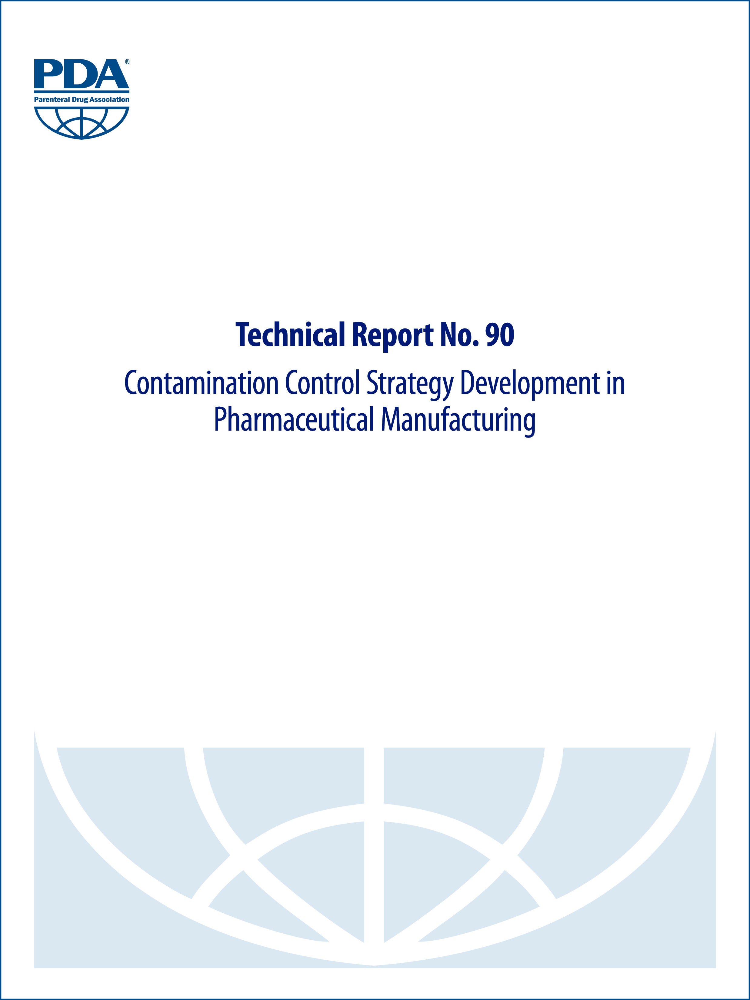 PDA®
Parenteral Drug Association
Technical Report No. 90
Contamination Control Strategy Development in
Pharmaceutical Manufacturing